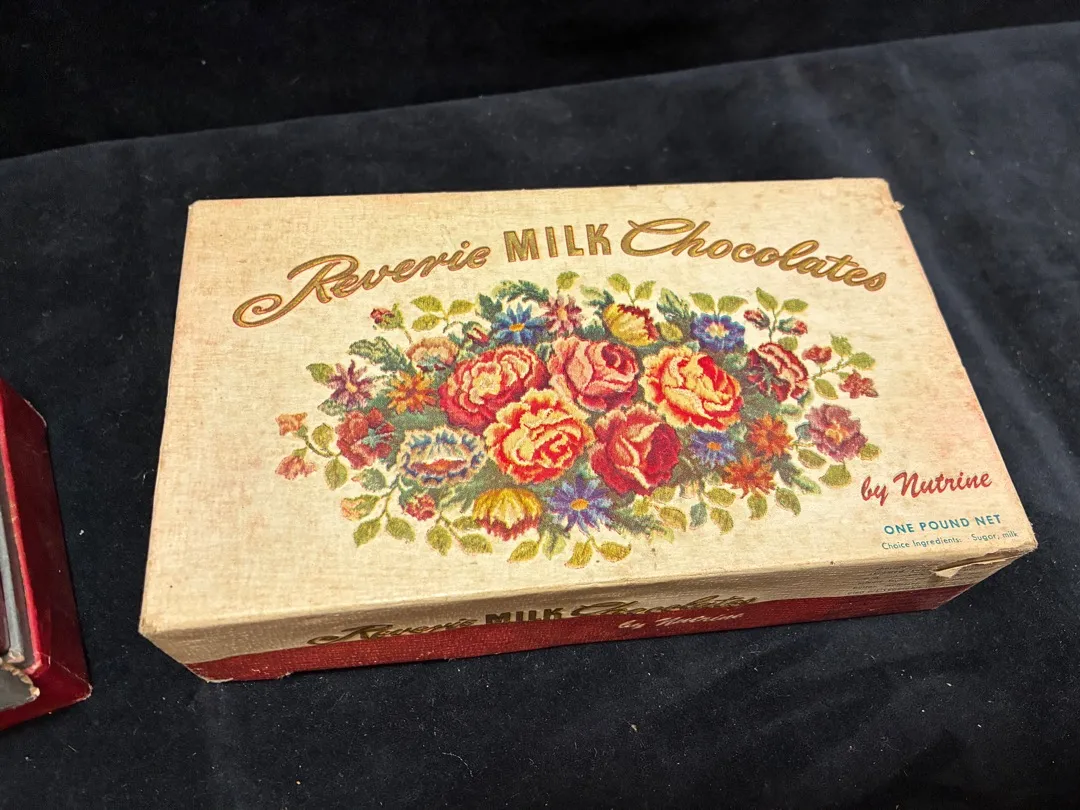 Reverie MILK Chocolates
by Nutrine
ONE POUND NET
Choice Ingredients: Sugar, milk
Reverie MILK Chocolates
by Nutrine